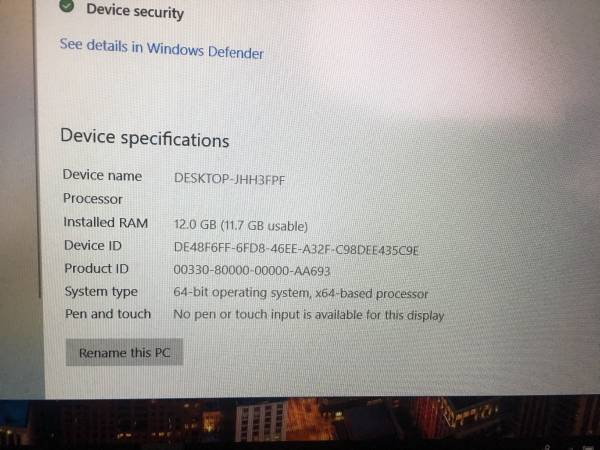 Device security
See details in Windows Defender
Device specifications
Device name DESKTOP-JHH3FPF
Processor
Installed RAM 12.0 GB (11.7 GB usable)
Device ID DE48F6FF-6FD8-46EE-A32F-C98DEE435C9E
Product ID 00330-80000-00000-AA693
System type 64-bit operating system, x64-based processor
Pen and touch No pen or touch input is available for this display
Rename this PC